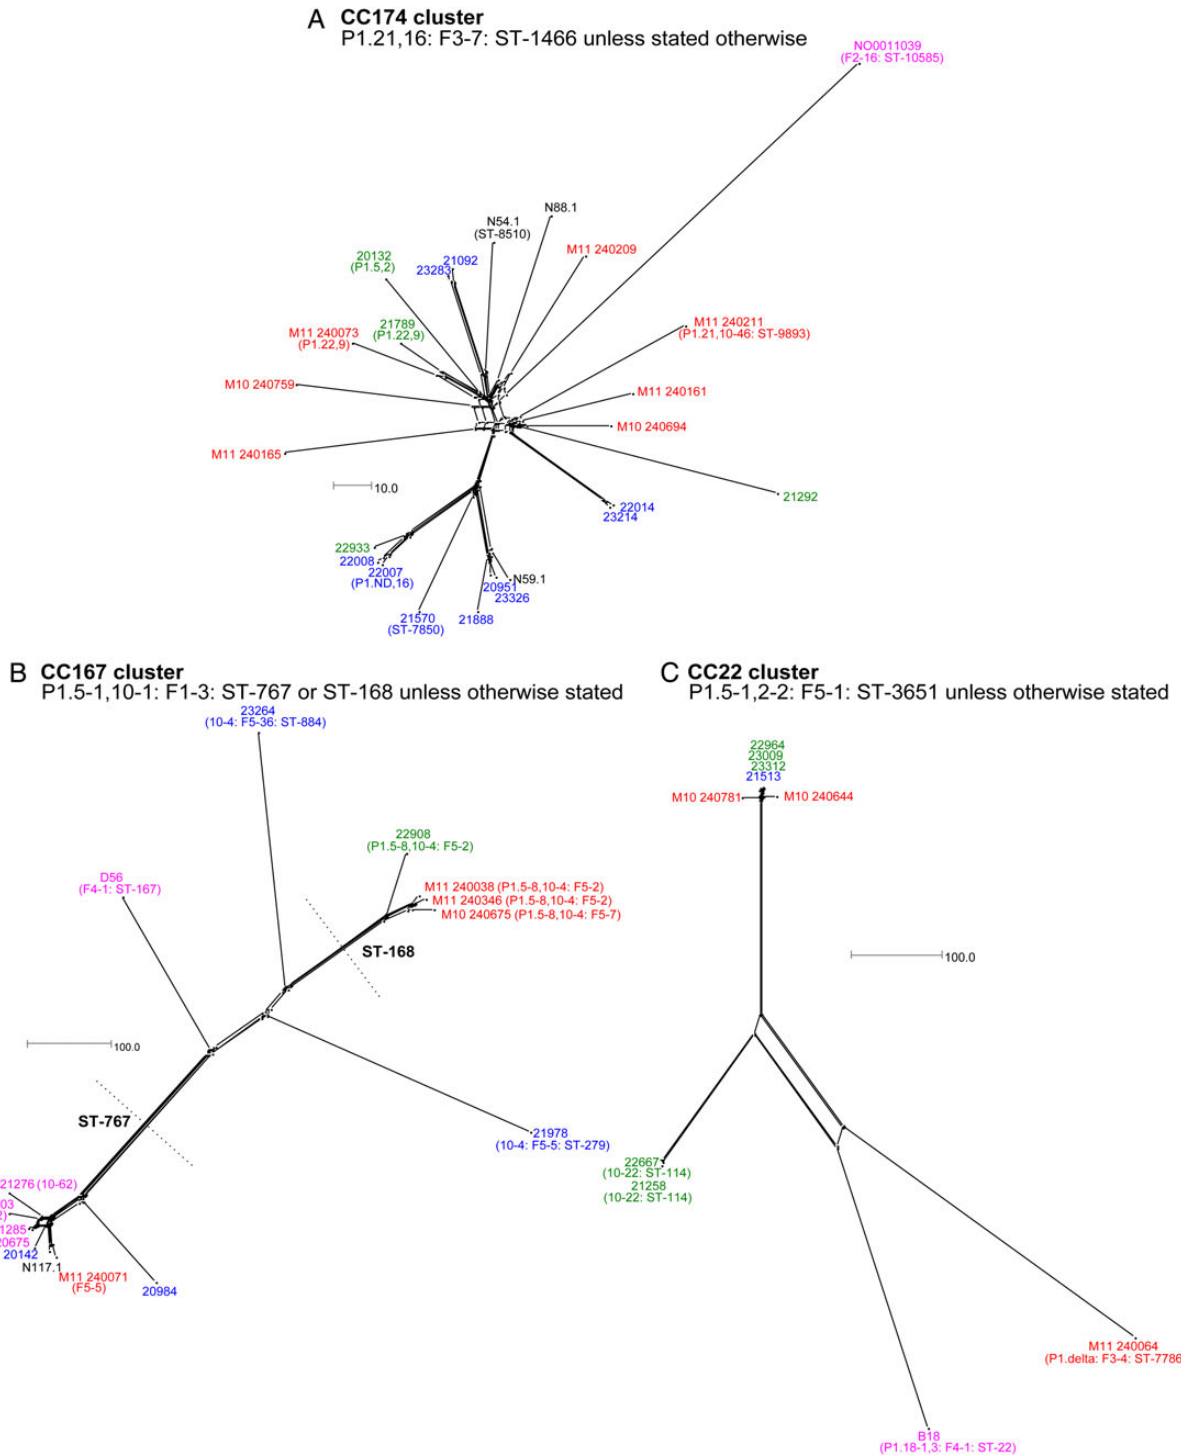 A CC174 cluster
P1.21,16: F3-7: ST-1466 unless stated otherwise
NO0011039
(F2-16: ST-10585)
N88.1
N54.1
(ST-8510)
M11 240209
20132
(P1.5,2)
21092
23283
21789
(P1.22,9)
M11 240073
(P1.22,9)
M11 240211
(P1.21,10-46: ST-9893)
M10 240759
M11 240161
M10 240694
M11 240165
10.0
21292
22014
23214
22933
22008
22007
(P1.ND,16)
N59.1
20951
23326
21570
(ST-7850)
21888
B CC167 cluster
P1.5-1,10-1: F1-3: ST-767 or ST-168 unless otherwise stated
23264
(10-4: F5-36: ST-884)
22908
(P1.5-8,10-4: F5-2)
D56
(F4-1: ST-167)
M11 240038 (P1.5-8,10-4: F5-2)
M11 240346 (P1.5-8,10-4: F5-2)
M10 240675 (P1.5-8,10-4: F5-7)
ST-168
100.0
ST-767
21978
(10-4: F5-5: ST-279)
21276 (10-62)
03
2)
1285
20675
20142
N117.1
M11 240071
(F5-5)
20984
C CC22 cluster
P1.5-1,2-2: F5-1: ST-3651 unless otherwise stated
22964
23009
23312
21513
M10 240781
M10 240644
100.0
22667
(10-22: ST-114)
21258
(10-22: ST-114)
M11 240064
(P1.delta: F3-4: ST-7786
B18
(P1.18-1,3: F4-1: ST-22)